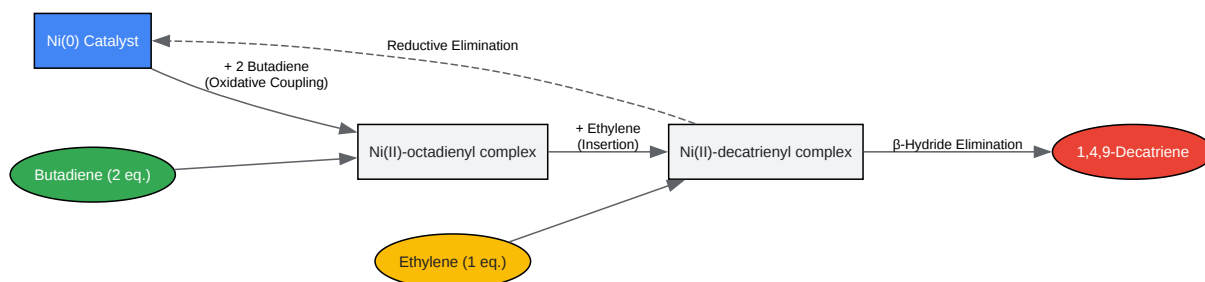 Ni(0) Catalyst
Reductive Elimination
+ 2 Butadiene
(Oxidative Coupling)
Butadiene (2 eq.)
Ni(II)-octadienyl complex
+ Ethylene
(Insertion)
Ni(II)-decatrienyl complex
β-Hydride Elimination
1,4,9-Decatriene
Ethylene (1 eq.)